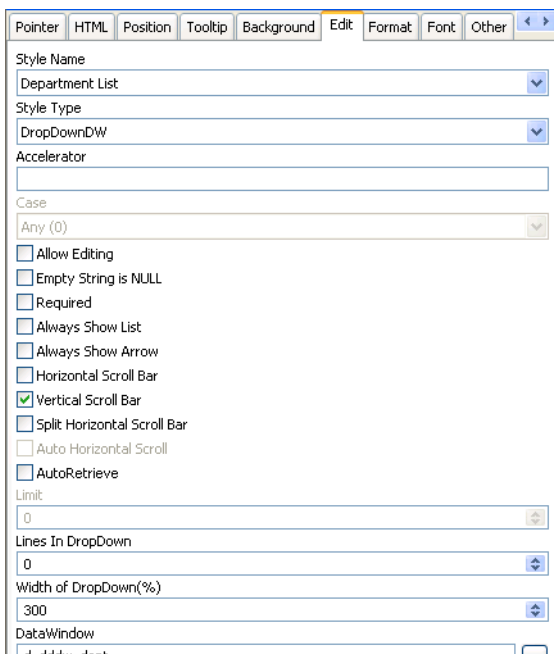 Pointer HTML Position Tooltip Background Edit Format Font Other
Style Name
Department List
Style Type
DropDownDW
Accelerator
Case
Any (0)
Allow Editing
Empty String is NULL
Required
Always Show List
Always Show Arrow
Horizontal Scroll Bar
Vertical Scroll Bar
Split Horizontal Scroll Bar
Auto Horizontal Scroll
AutoRetrieve
Limit
0
Lines In DropDown
0
Width of DropDown(%)
300
DataWindow